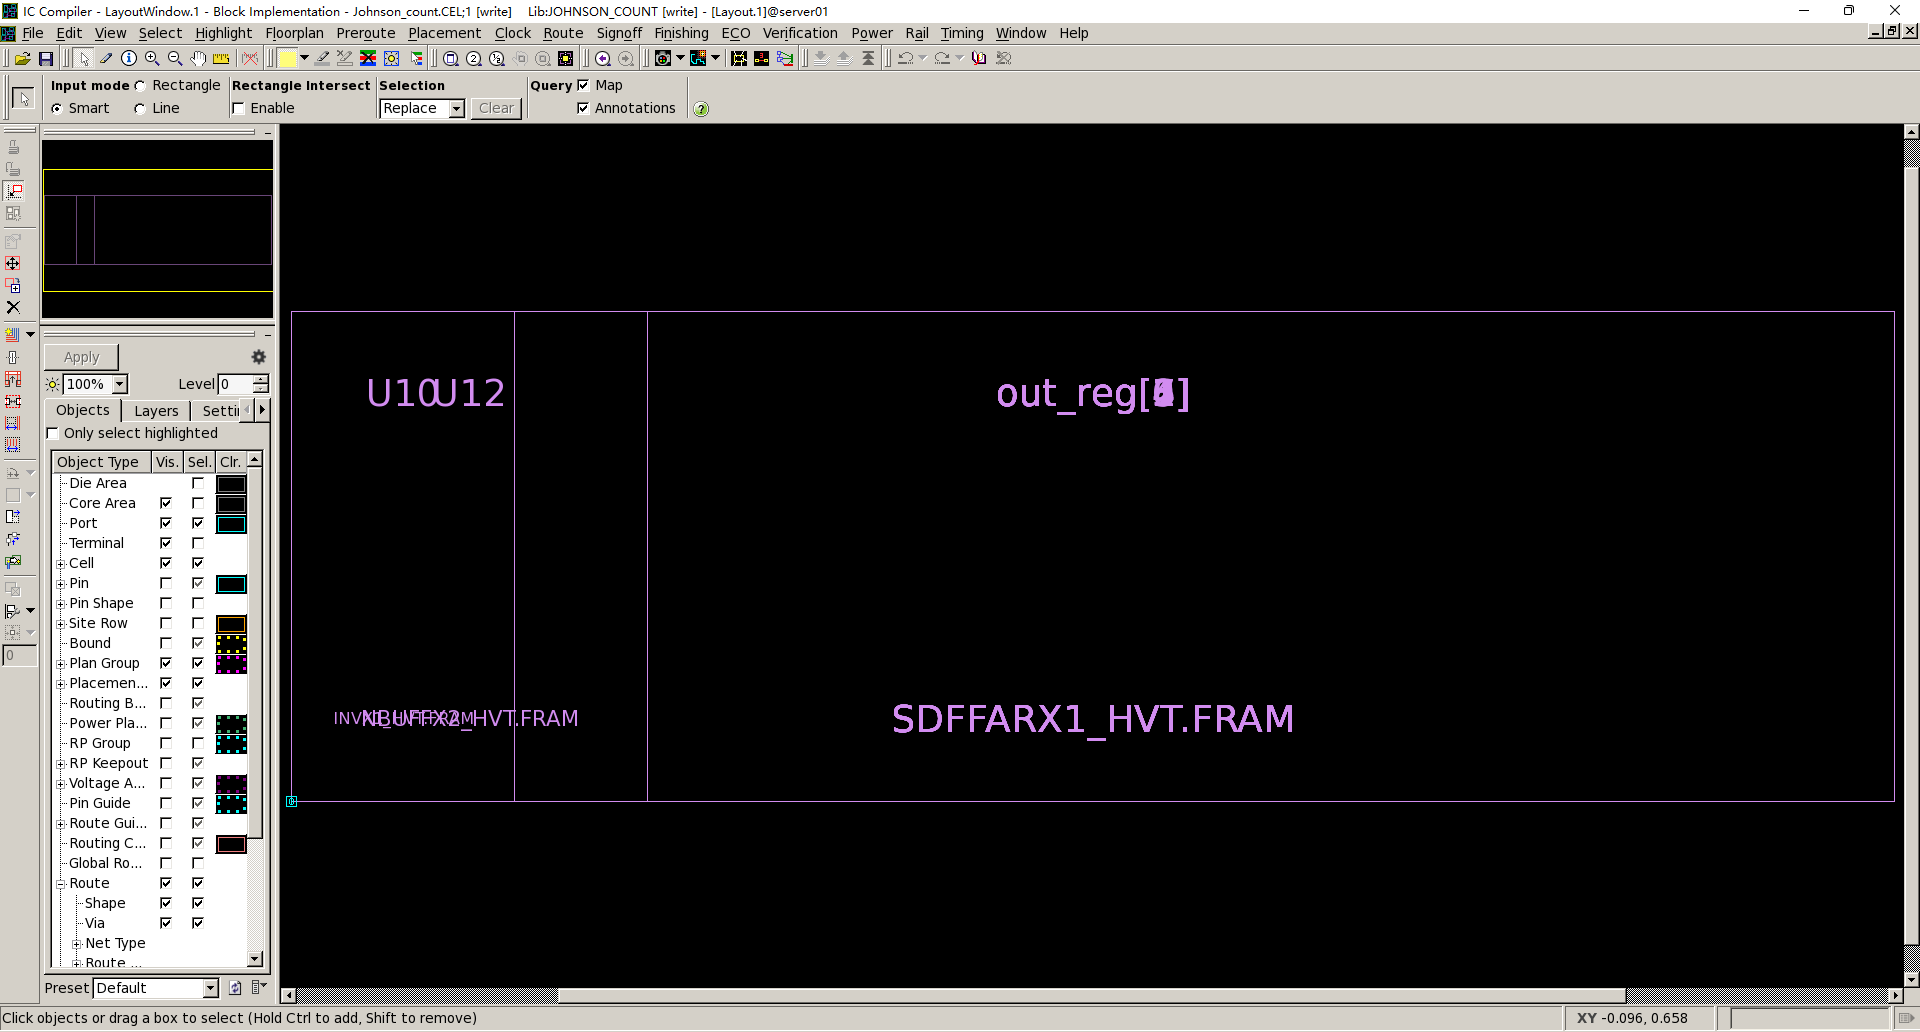 IC Compiler - LayoutWindow.1 - Block Implementation - Johnson_count.CEL;1 [write]    Lib:JOHNSON_COUNT [write] - [Layout.1]@server01
File Edit View Select Highlight Floorplan Preroute Placement Clock Route Signoff Finishing ECO Verification Power Rail Timing Window Help
Input mode Rectangle Rectangle Intersect Selection Query Map
Smart Line Enable Replace Clear Annotations
Apply
100% Level 0
Objects Layers Settin
Only select highlighted
Object Type Vis. Sel. Clr.
Die Area
Core Area
Port
Terminal
Cell
Pin
Pin Shape
Site Row
Bound
Plan Group
Placemen...
Routing B...
Power Pla...
RP Group
RP Keepout
Voltage A...
Pin Guide
Route Gui...
Routing C...
Global Ro...
Route
Shape
Via
Net Type
Route ...
0
Preset Default
U10 U12
out_reg[ ]
NBUFFX2_HVT.FRAM
SDFFARX1_HVT.FRAM
Click objects or drag a box to select (Hold Ctrl to add, Shift to remove)
XY -0.096, 0.658